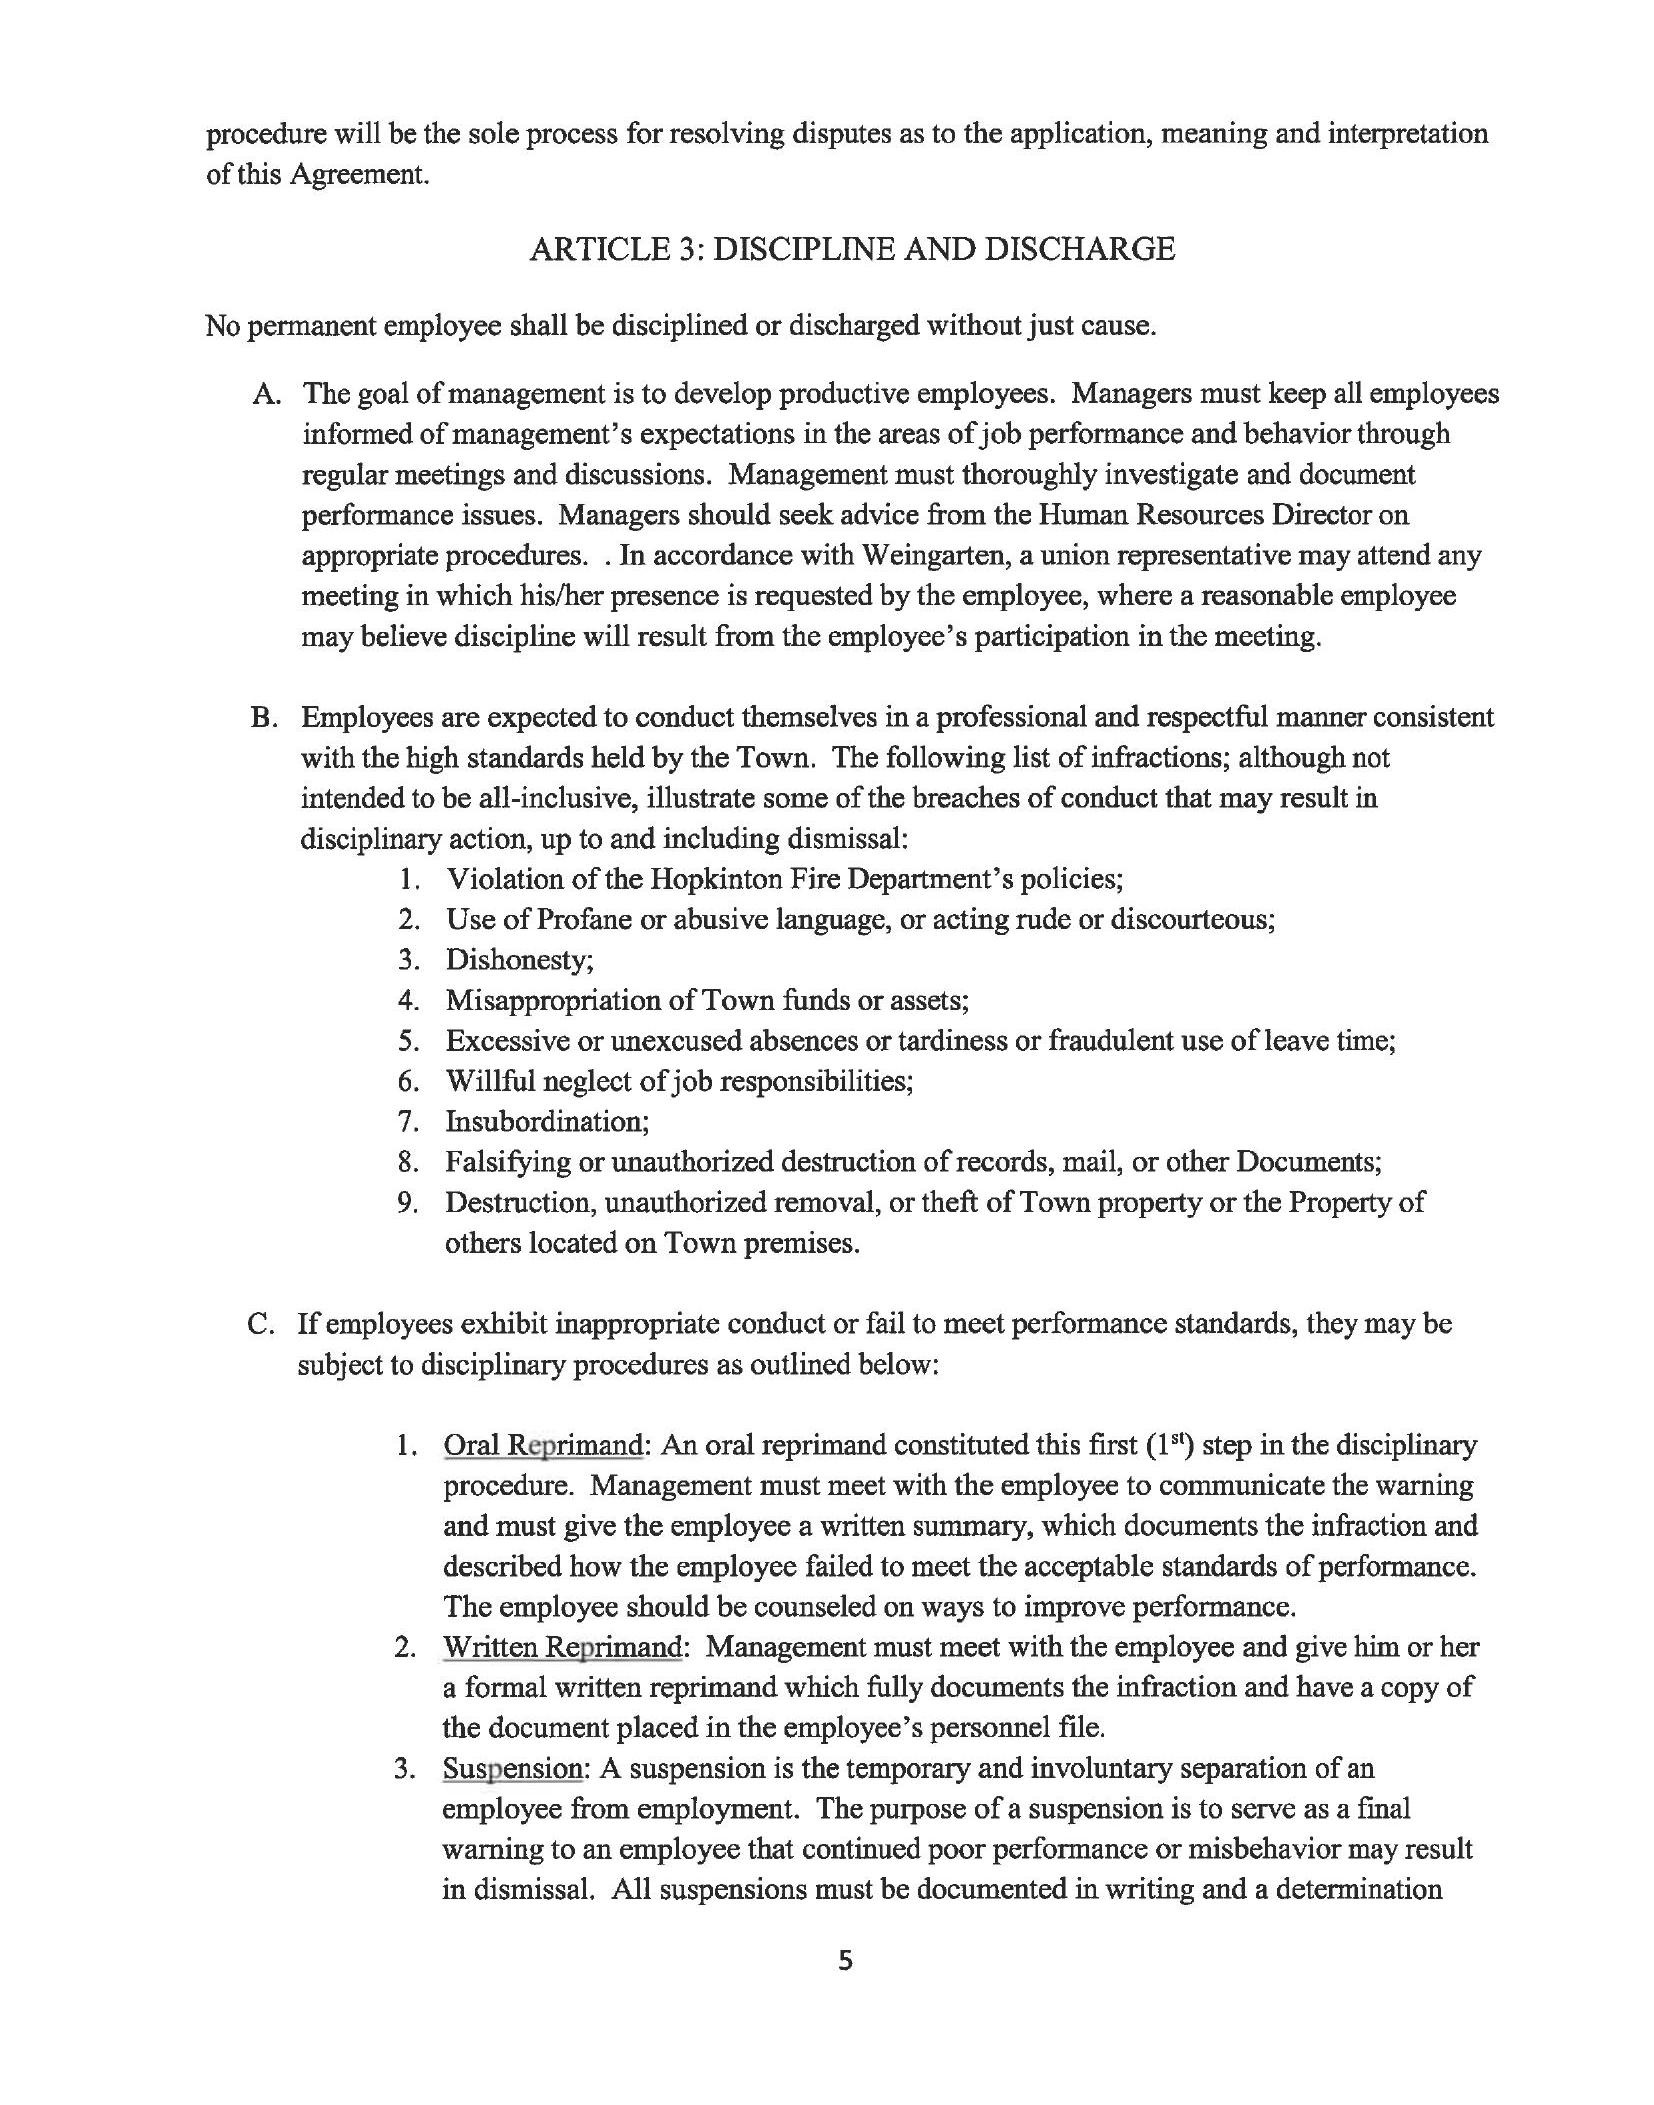 procedure will be the sole process for resolving disputes as to the application, meaning and interpretation
of this Agreement.
ARTICLE 3: DISCIPLINE AND DISCHARGE
No permanent employee shall be disciplined or discharged without just cause.
A. The goal of management is to develop productive employees. Managers must keep all employees
informed of management's expectations in the areas of job performance and behavior through
regular meetings and discussions. Management must thoroughly investigate and document
performance issues. Managers should seek advice from the Human Resources Director on
appropriate procedures. . In accordance with Weingarten, a union representative may attend any
meeting in which his/her presence is requested by the employee, where a reasonable employee
may believe discipline will result from the employee's participation in the meeting.
B. Employees are expected to conduct themselves in a professional and respectful manner consistent
with the high standards held by the Town. The following list of infractions; although not
intended to be all-inclusive, illustrate some of the breaches of conduct that may result in
disciplinary action, up to and including dismissal:
1. Violation of the Hopkinton Fire Department's policies;
2. Use of Profane or abusive language, or acting rude or discourteous;
3. Dishonesty;
4. Misappropriation of Town funds or assets;
5. Excessive or unexcused absences or tardiness or fraudulent use of leave time;
6. Willful neglect of job responsibilities;
7. Insubordination;
8. Falsifying or unauthorized destruction of records, mail, or other Documents;
9. Destruction, unauthorized removal, or theft of Town property or the Property of
others located on Town premises.
C. If employees exhibit inappropriate conduct or fail to meet performance standards, they may be
subject to disciplinary procedures as outlined below:
1. Oral Reprimand: An oral reprimand constituted this first (1st) step in the disciplinary
procedure. Management must meet with the employee to communicate the warning
and must give the employee a written summary, which documents the infraction and
described how the employee failed to meet the acceptable standards of performance.
The employee should be counseled on ways to improve performance.
2. Written Reprimand: Management must meet with the employee and give him or her
a formal written reprimand which fully documents the infraction and have a copy of
the document placed in the employee's personnel file.
3. Suspension: A suspension is the temporary and involuntary separation of an
employee from employment. The purpose of a suspension is to serve as a final
warning to an employee that continued poor performance or misbehavior may result
in dismissal. All suspensions must be documented in writing and a determination
5